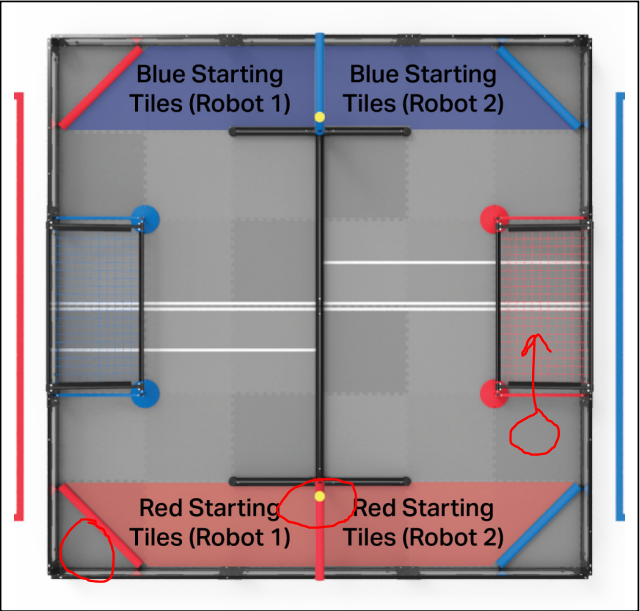 Blue Starting
Tiles (Robot 1)
Blue Starting
Tiles (Robot 2)
Red Starting
Tiles (Robot 1)
Red Starting
Tiles (Robot 2)